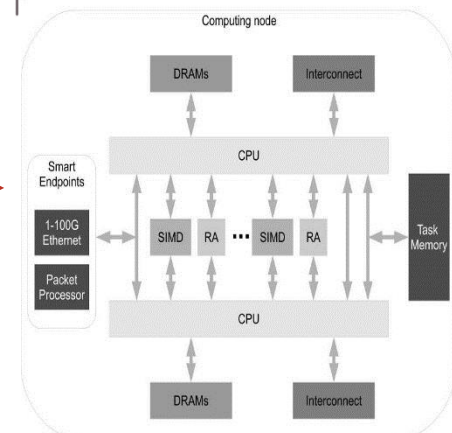 Computing node
DRAMs
Interconnect
CPU
Smart
Endpoints
1-100G
Ethernet
Packet
Processor
SIMD
RA
...
SIMD
RA
Task
Memory
CPU
DRAMs
Interconnect